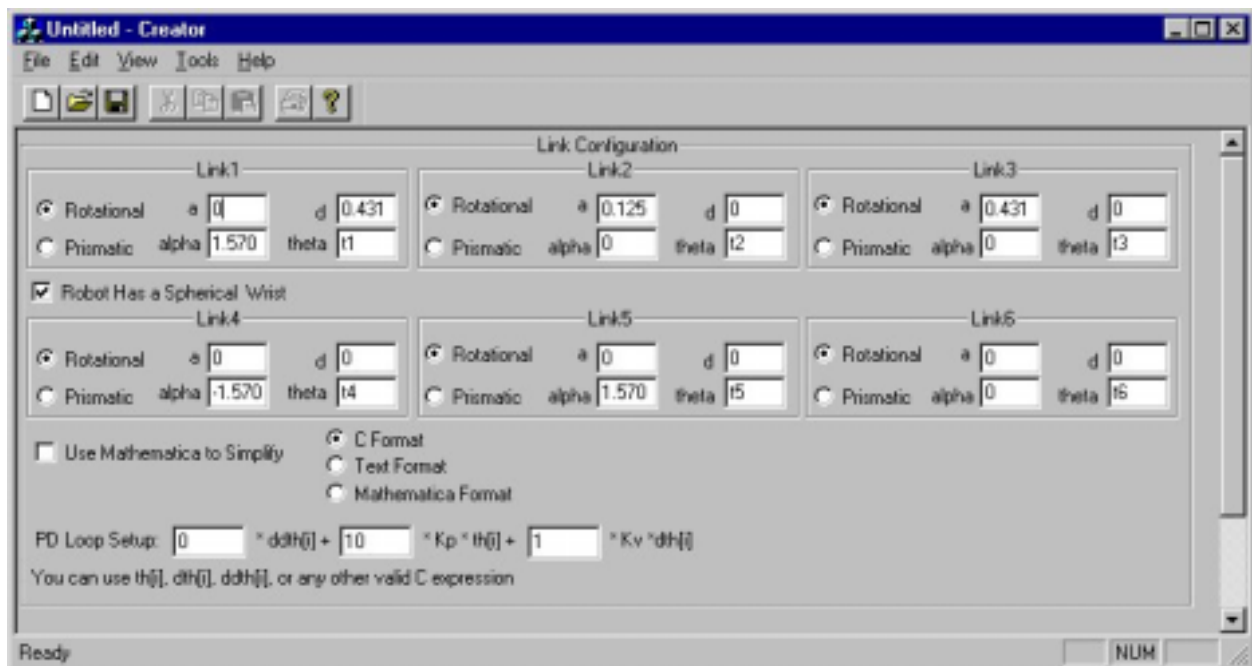 Untitled - Creator
File Edit View Tools Help
Link Configuration
Link1 Link2 Link3
Rotational a 0 d 0.431 Rotational a 0.125 d 0 Rotational a 0.431 d 0
Prismatic alpha 1.570 theta t1 Prismatic alpha 0 theta t2 Prismatic alpha 0 theta t3
Robot Has a Spherical Wrist
Link4 Link5 Link6
Rotational a 0 d 0 Rotational a 0 d 0 Rotational a 0 d 0
Prismatic alpha -1.570 theta t4 Prismatic alpha 1.570 theta t5 Prismatic alpha 0 theta t6
Use Mathematica to Simplify
C Format
Text Format
Mathematica Format
PD Loop Setup: 0 * ddth[i] + 10 * Kp * th[i] + 1 * Kv *dth[i]
You can use th[i], dth[i], ddth[i], or any other valid C expression
Ready NUM